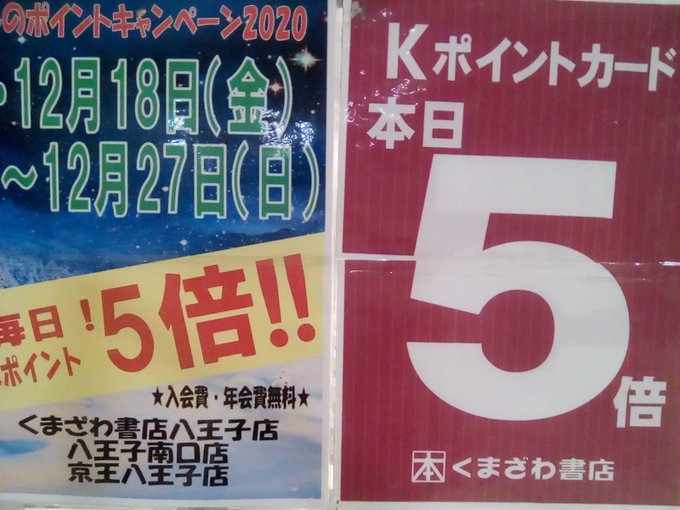 のポイントキャンペーン2020
12月18日(金)
～12月27日(日)
毎日！
ポイント
5倍!!
★入会費・年会費無料★
くまざわ書店八王子店
八王子南口店
京王八王子店
Kポイントカード
本日
5倍
本 くまざわ書店